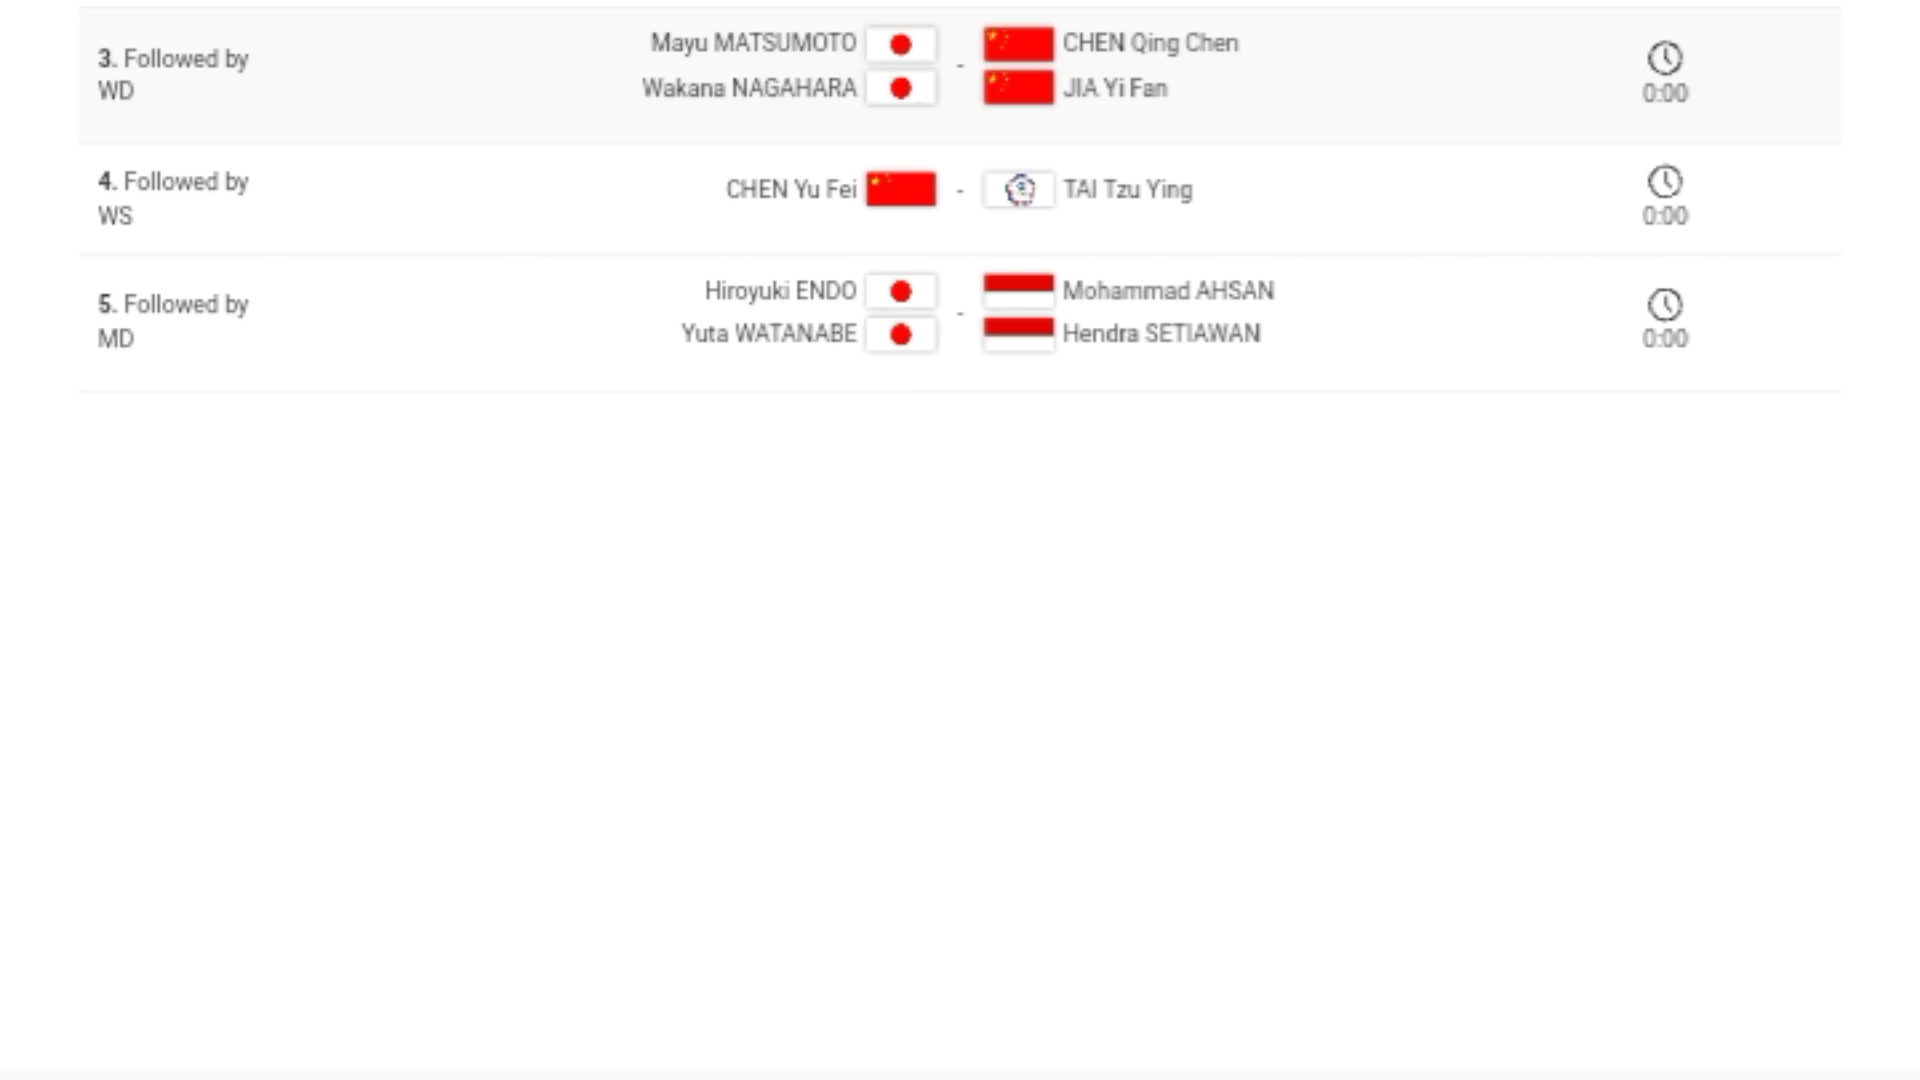 3. Followed by
WD
Mayu MATSUMOTO - CHEN Qing Chen
Wakana NAGAHARA JIA Yi Fan
0:00
4. Followed by
WS
CHEN Yu Fei - TAI Tzu Ying
0:00
5. Followed by
MD
Hiroyuki ENDO - Mohammad AHSAN
Yuta WATANABE Hendra SETIAWAN
0:00